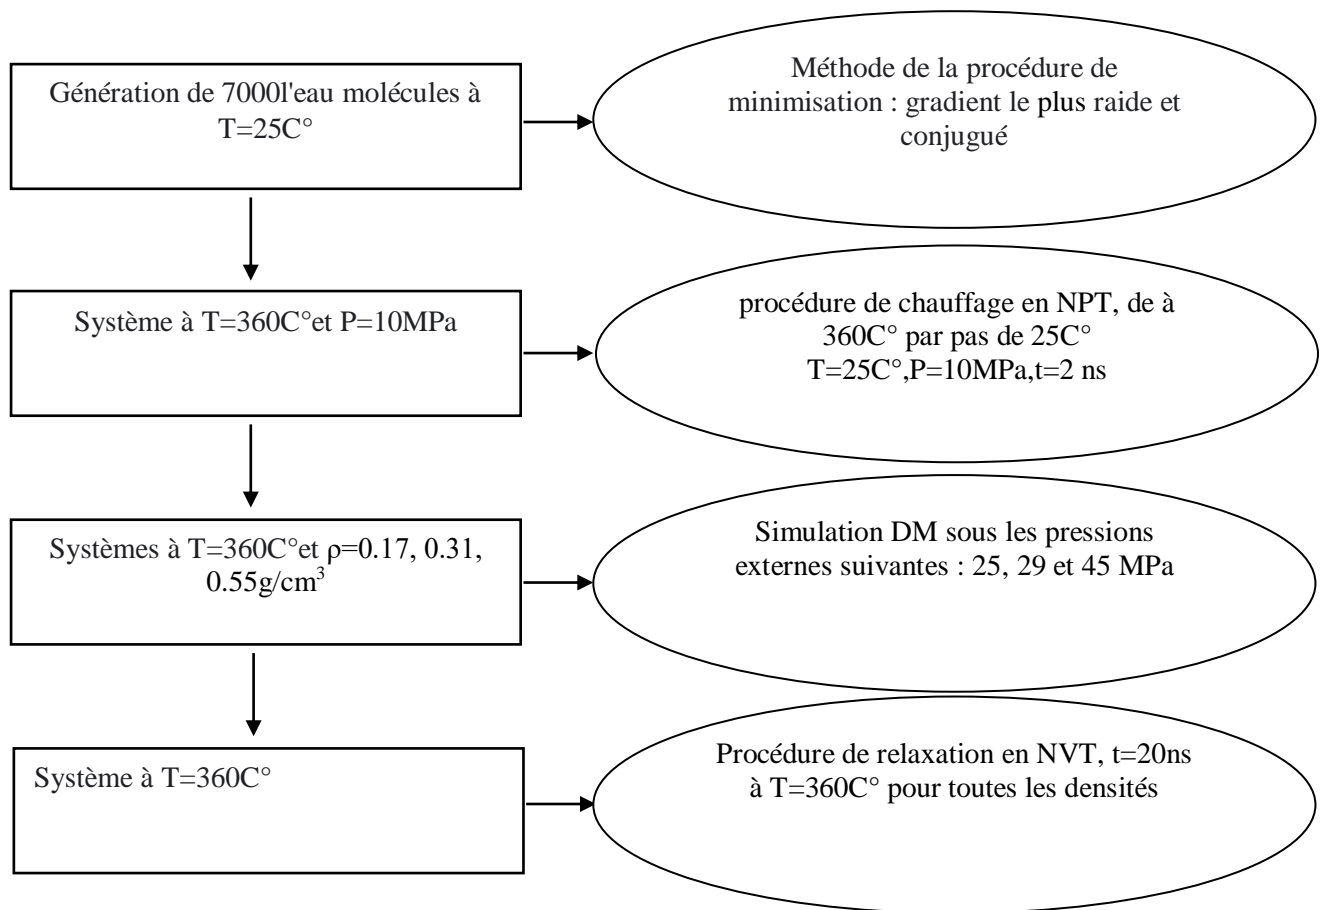 Génération de 7000l'eau molécules à
T=25C°
Méthode de la procédure de
minimisation : gradient le plus raide et
conjugué
Système à T=360C°et P=10MPa
procédure de chauffage en NPT, de à
360C° par pas de 25C°
T=25C°,P=10MPa,t=2 ns
Systèmes à T=360C°et ρ=0.17, 0.31,
0.55g/cm³
Simulation DM sous les pressions
externes suivantes : 25, 29 et 45 MPa
Système à T=360C°
Procédure de relaxation en NVT, t=20ns
à T=360C° pour toutes les densités